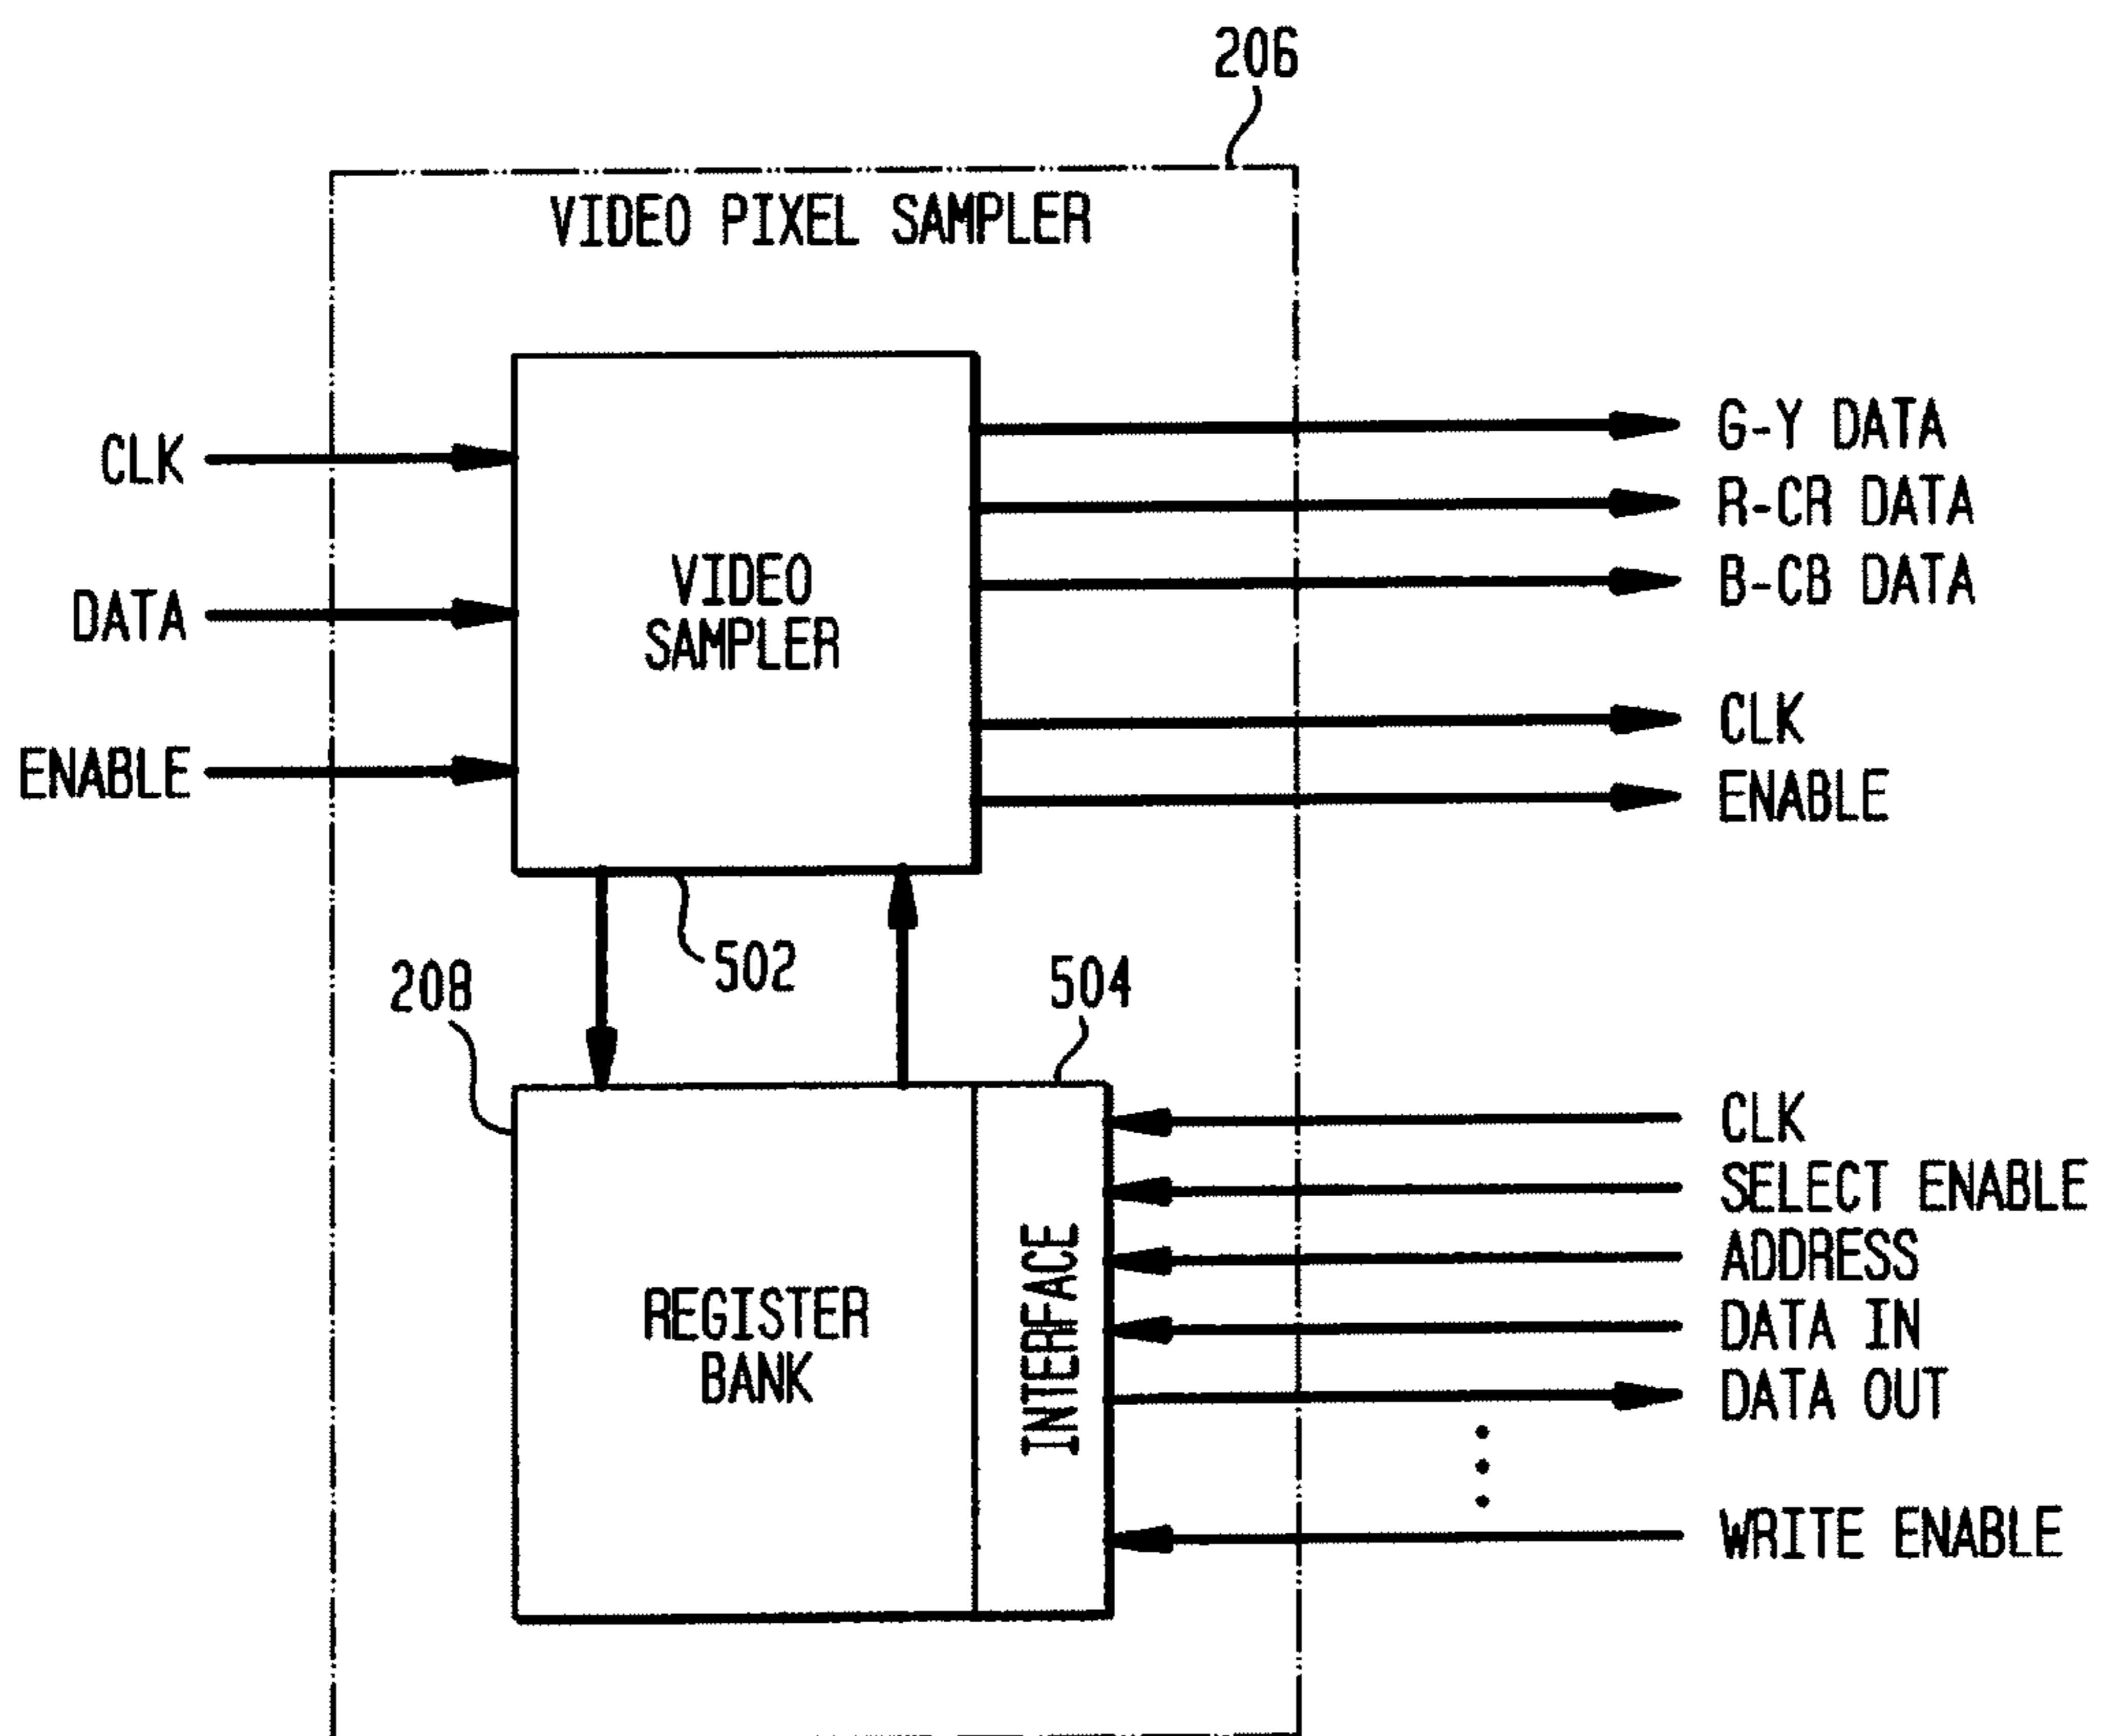 206
VIDEO PIXEL SAMPLER
CLK
DATA
ENABLE
VIDEO
SAMPLER
G-Y DATA
R-CR DATA
B-CB DATA
CLK
ENABLE
502
208
504
REGISTER
BANK
INTERFACE
CLK
SELECT ENABLE
ADDRESS
DATA IN
DATA OUT
WRITE ENABLE